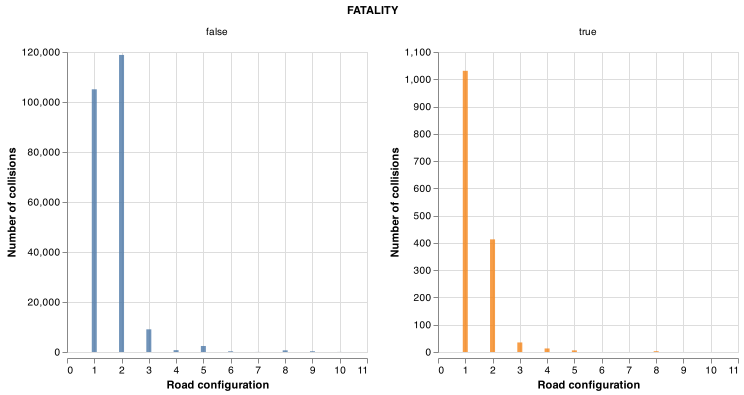 FATALITY
false
true
120,000
100,000
80,000
60,000
40,000
20,000
0
Number of collisions
0 1 2 3 4 5 6 7 8 9 10 11
Road configuration
1,100
1,000
900
800
700
600
500
400
300
200
100
0
Number of collisions
0 1 2 3 4 5 6 7 8 9 10 11
Road configuration